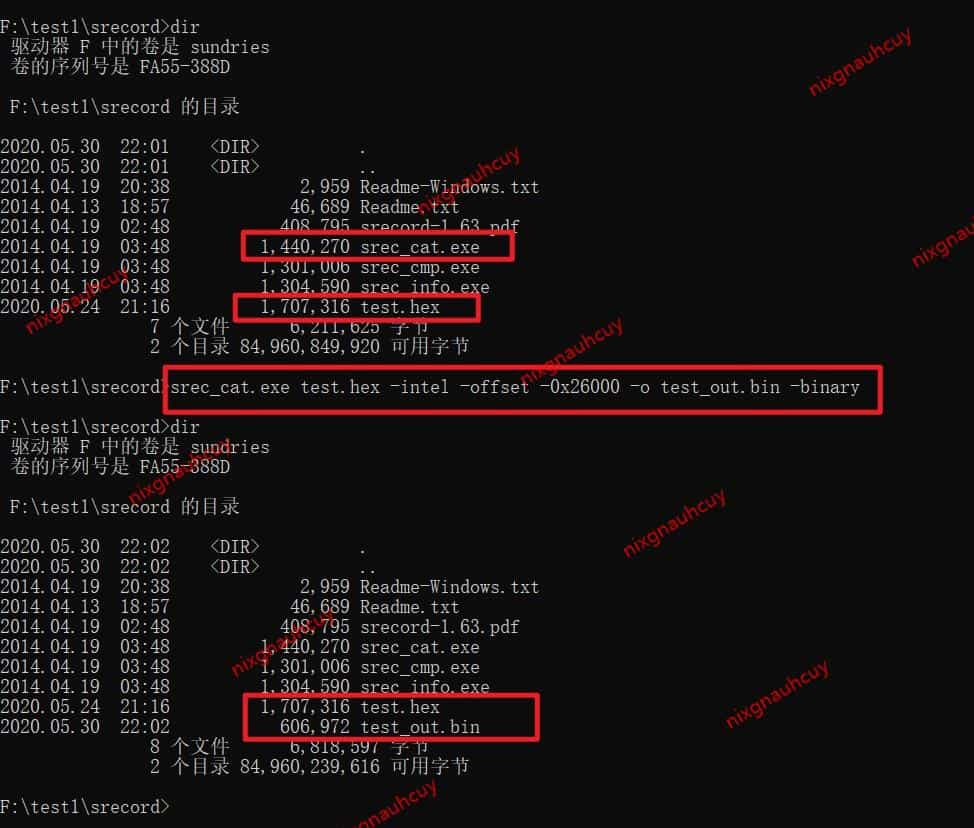 F:\test1\srecord>dir
驱动器 F 中的卷是 sundries
卷的序列号是 FA55-388D
F:\test1\srecord 的目录
2020.05.30 22:01 <DIR> .
2020.05.30 22:01 <DIR> ..
2014.04.19 20:38 2,959 Readme-Windows.txt
2014.04.13 18:57 46,689 Readme.txt
2014.04.19 02:48 408,795 srecord-1.63.pdf
2014.04.19 03:48 1,440,270 srec_cat.exe
2014.04.19 03:48 1,301,006 srec_cmp.exe
2014.04.19 03:48 1,304,590 srec_info.exe
2020.05.24 21:16 1,707,316 test.hex
7 个文件 6,211,625 字节
2 个目录 84,960,849,920 可用字节
F:\test1\srecord>srec_cat.exe test.hex -intel -offset -0x26000 -o test_out.bin -binary
F:\test1\srecord>dir
驱动器 F 中的卷是 sundries
卷的序列号是 FA55-388D
F:\test1\srecord 的目录
2020.05.30 22:02 <DIR> .
2020.05.30 22:02 <DIR> ..
2014.04.19 20:38 2,959 Readme-Windows.txt
2014.04.13 18:57 46,689 Readme.txt
2014.04.19 02:48 408,795 srecord-1.63.pdf
2014.04.19 03:48 1,440,270 srec_cat.exe
2014.04.19 03:48 1,301,006 srec_cmp.exe
2014.04.19 03:48 1,304,590 srec_info.exe
2020.05.24 21:16 1,707,316 test.hex
2020.05.30 22:02 606,972 test_out.bin
8 个文件 6,818,597 字节
2 个目录 84,960,239,616 可用字节
F:\test1\srecord>
nixgnauhcuy
nixgnauhcuy
nixgnauhcuy
nixgnauhcuy
nixgnauhcuy
nixgnauhcuy
nixgnauhcuy
nixgnauhcuy
nixgnauhcuy